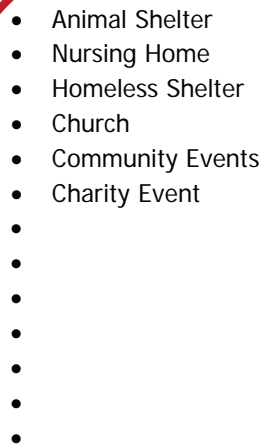 • Animal Shelter
• Nursing Home
• Homeless Shelter
• Church
• Community Events
• Charity Event
•
•
•
•
•
•
•